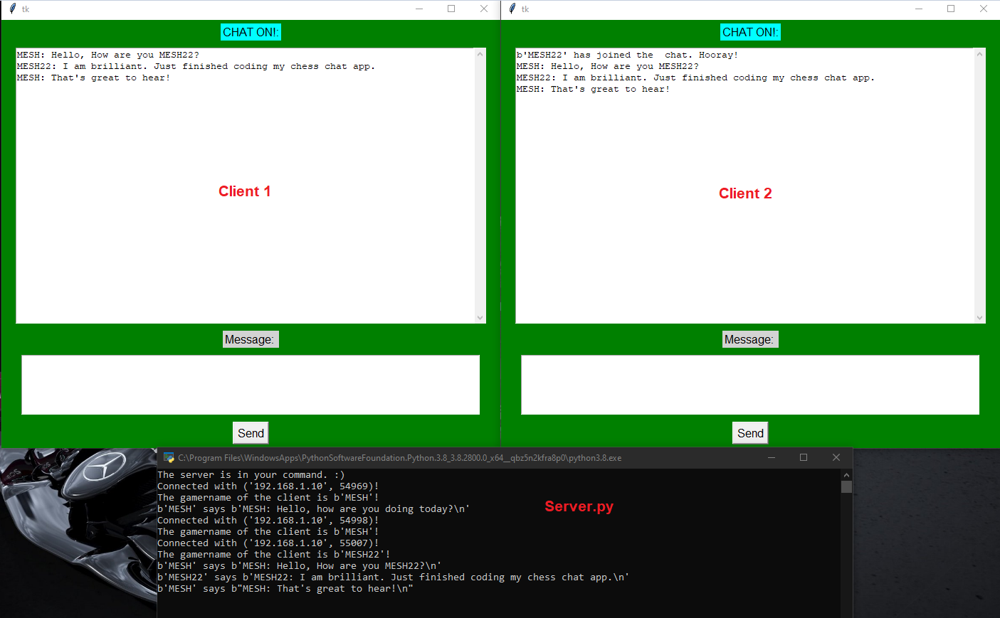 tk
CHAT ON!:
MESH: Hello, How are you MESH22?
MESH22: I am brilliant. Just finished coding my chess chat app.
MESH: That's great to hear!
Client 1
Message:
Send
tk
CHAT ON!:
b'MESH22' has joined the  chat. Hooray!
MESH: Hello, How are you MESH22?
MESH22: I am brilliant. Just finished coding my chess chat app.
MESH: That's great to hear!
Client 2
Message:
Send
C:\Program Files\WindowsApps\PythonSoftwareFoundation.Python.3.8_3.8.2800.0_x64__qbz5n2kfra8p0\python3.8.exe
The server is in your command. :)
Connected with ('192.168.1.10', 54969)!
The gamername of the client is b'MESH'!
b'MESH' says b'MESH: Hello, how are you doing today?\n'
Connected with ('192.168.1.10', 54998)!
The gamername of the client is b'MESH'!
Connected with ('192.168.1.10', 55007)!
The gamername of the client is b'MESH22'!
b'MESH' says b'MESH: Hello, How are you MESH22?\n'
b'MESH22' says b'MESH22: I am brilliant. Just finished coding my chess chat app.\n'
b'MESH' says b"MESH: That's great to hear!\n"
Server.py